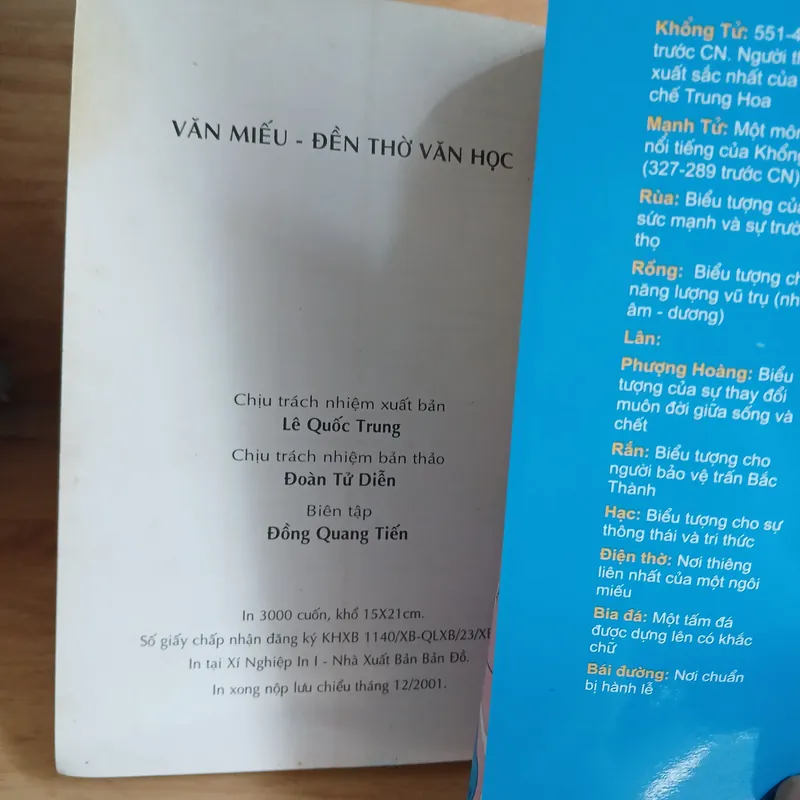 VĂN MIẾU - ĐỀN THỜ VĂN HỌC
Chịu trách nhiệm xuất bản
Lê Quốc Trung
Chịu trách nhiệm bản thảo
Đoàn Tử Diễn
Biên tập
Đồng Quang Tiến
In 3000 cuốn, khổ 15X21cm.
Số giấy chấp nhận đăng ký KHXB 1140/XB-QLXB/23/XB
In tại Xí Nghiệp In I - Nhà Xuất Bản Bản Đồ.
In xong nộp lưu chiểu tháng 12/2001.
Khổng Tử: 551-4
trước CN. Người
xuất sắc nhất của
chế Trung Hoa
Mạnh Tử: Một môn
nổi tiếng của Khổng
(327-289 trước CN)
Rùa: Biểu tượng của
sức mạnh và sự trườ
thọ
Rồng: Biểu tượng ch
năng lượng vũ trụ (nh
âm - dương)
Lân:
Phượng Hoàng: Biểu
tượng của sự thay đổi
muôn đời giữa sống và
chết
Rắn: Biểu tượng cho
người bảo vệ trấn Bắc
Thành
Hạc: Biểu tượng cho sự
thông thái và tri thức
Điện thờ: Nơi thiêng
liên nhất của một ngôi
miếu
Bia đá: Một tấm đá
được dựng lên có khắc
chữ
Bái đường: Nơi chuẩn
bị hành lễ